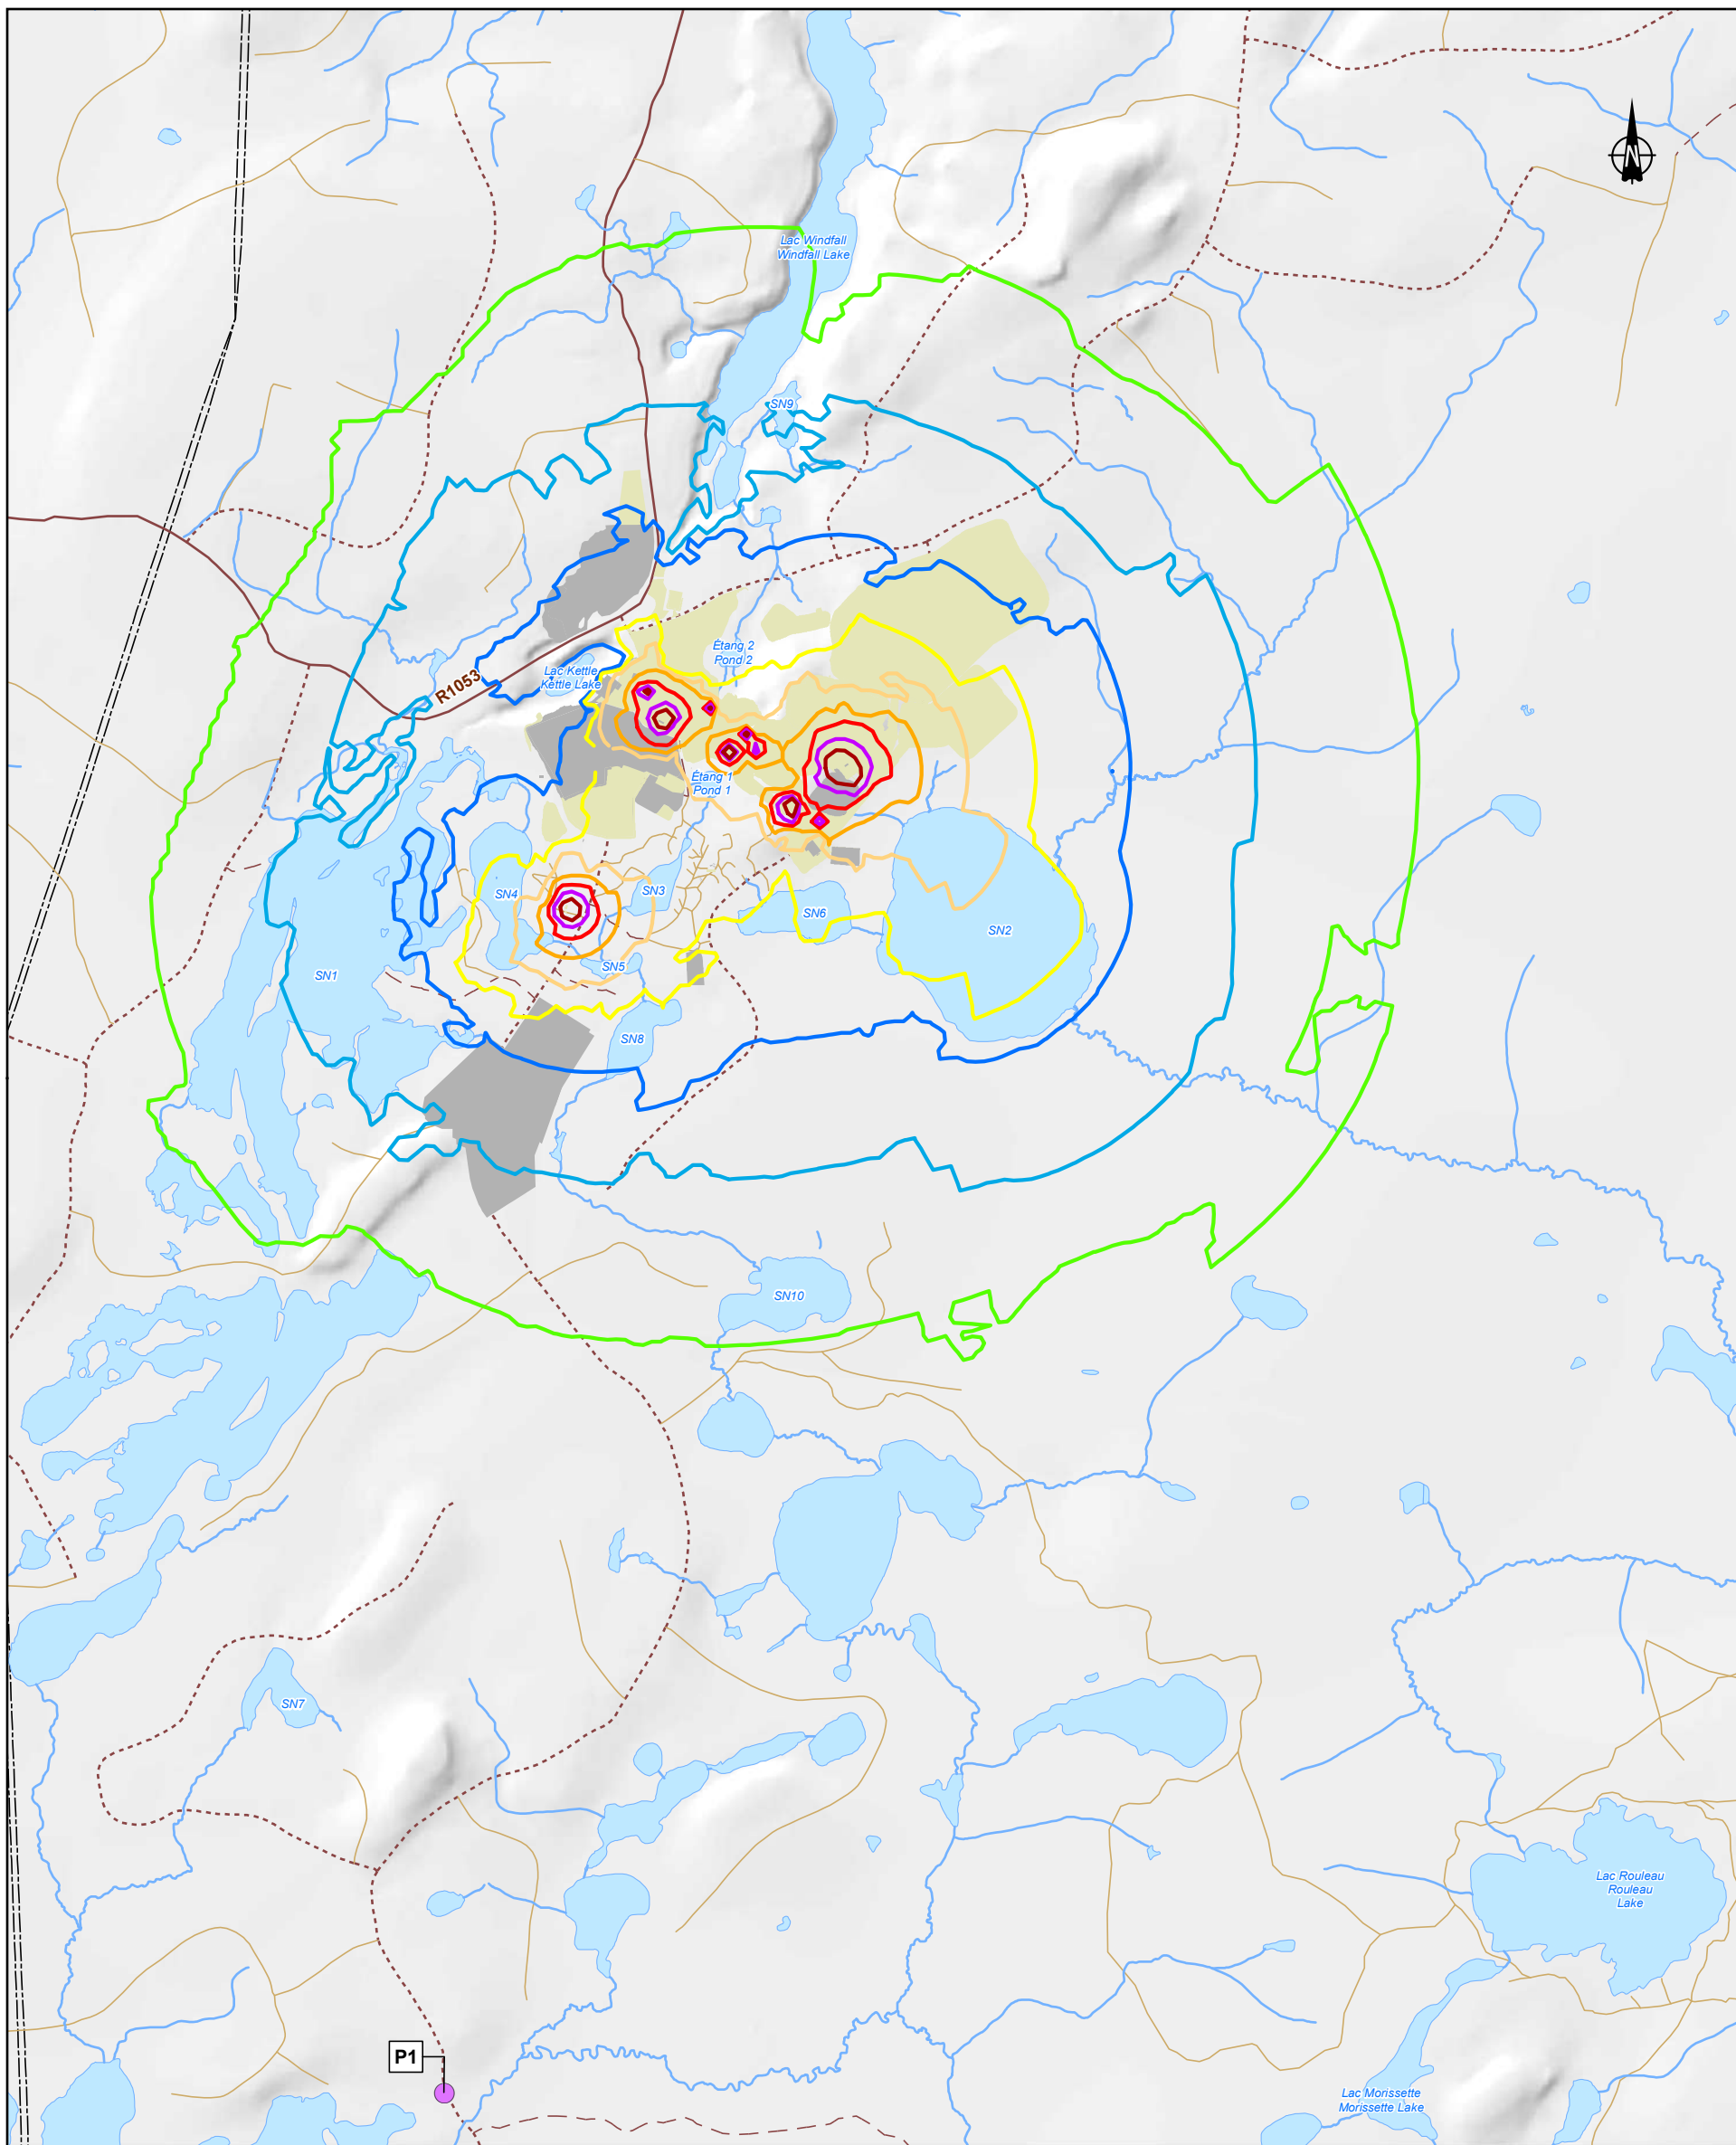 N
Lac Windfall
Windfall Lake
SN9
Étang 2
Pond 2
Lac Kettle
Kettle Lake
R1053
Étang 1
Pond 1
SN4
SN3
SN6
SN2
SN5
SN1
SN8
SN10
SN7
Lac Rouleau
Rouleau
Lake
P1
Lac Morissette
Morissette Lake